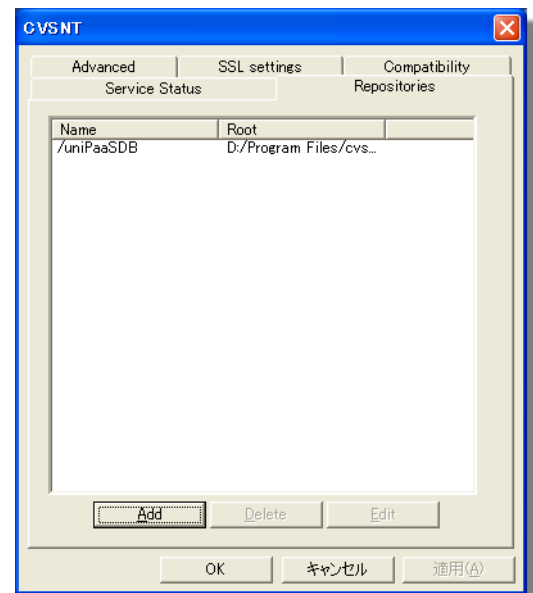 CVSNT
Advanced SSL settings Compatibility
Service Status Repositories
Name Root
/uniPaaSDB D:/Program Files/cvs...
Add Delete Edit
OK キャンセル 適用(A)